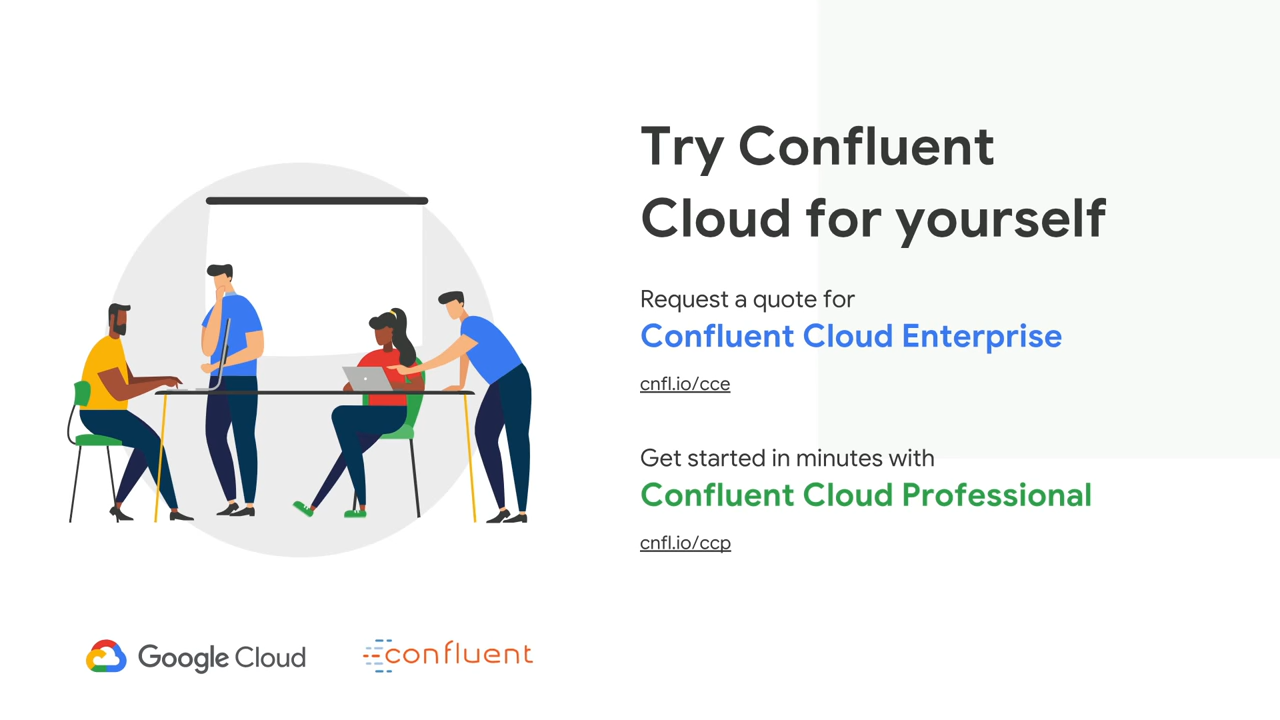 Try Confluent
Cloud for yourself
Request a quote for
Confluent Cloud Enterprise
cnfl.io/cce
Get started in minutes with
Confluent Cloud Professional
cnfl.io/ccp
Google Cloud
confluent